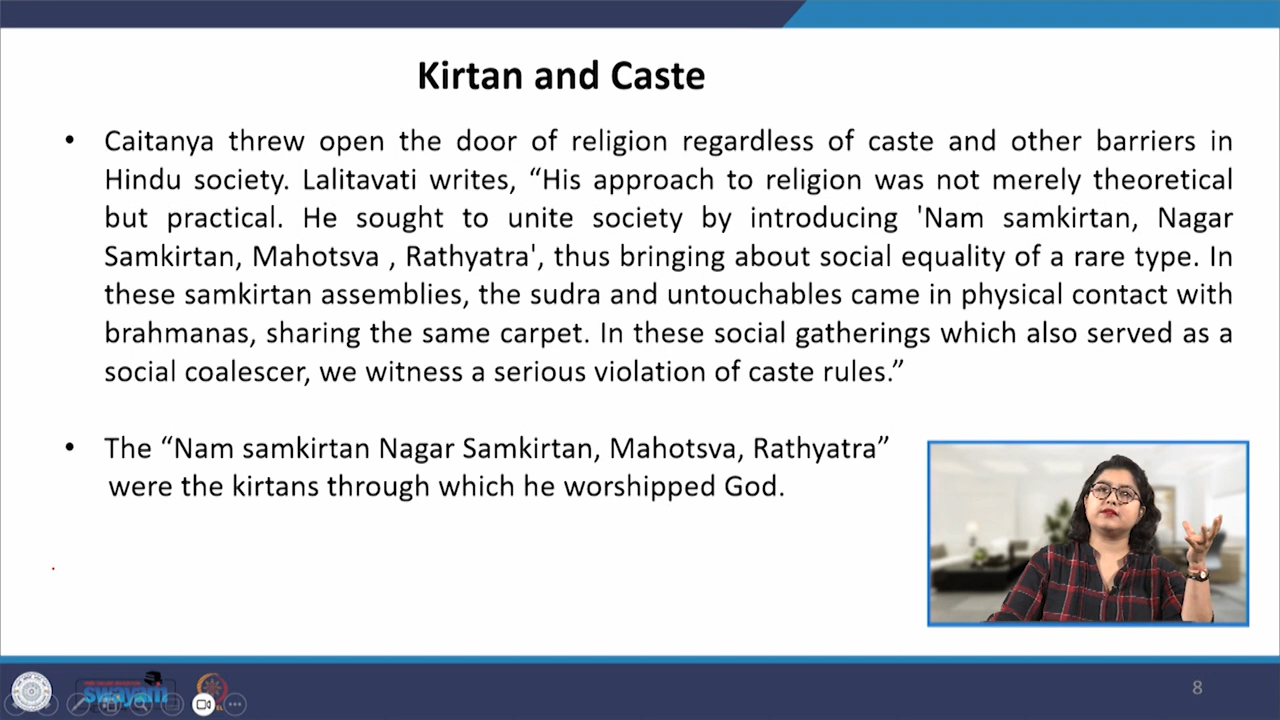 Kirtan and Caste
• Caitanya threw open the door of religion regardless of caste and other barriers in
Hindu society. Lalitavati writes, “His approach to religion was not merely theoretical
but practical. He sought to unite society by introducing 'Nam samkirtan, Nagar
Samkirtan, Mahotsva , Rathyatra', thus bringing about social equality of a rare type. In
these samkirtan assemblies, the sudra and untouchables came in physical contact with
brahmanas, sharing the same carpet. In these social gatherings which also served as a
social coalescer, we witness a serious violation of caste rules.”
• The “Nam samkirtan Nagar Samkirtan, Mahotsva, Rathyatra”
were the kirtans through which he worshipped God.
swayam
8